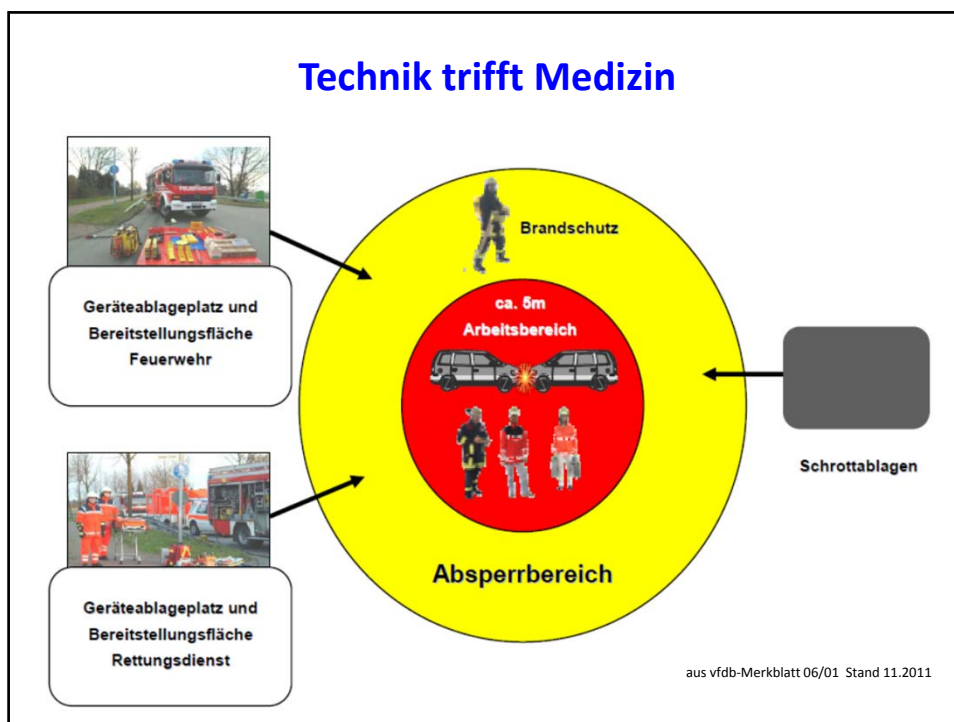 Technik trifft Medizin
FEUERWEHR
Geräteablageplatz und
Bereitstellungsfläche
Feuerwehr
Brandschutz
ca. 5m
Arbeitsbereich
Schrottablagen
Absperrbereich
Geräteablageplatz und
Bereitstellungsfläche
Rettungsdienst
aus vfdb-Merkblatt 06/01 Stand 11.2011